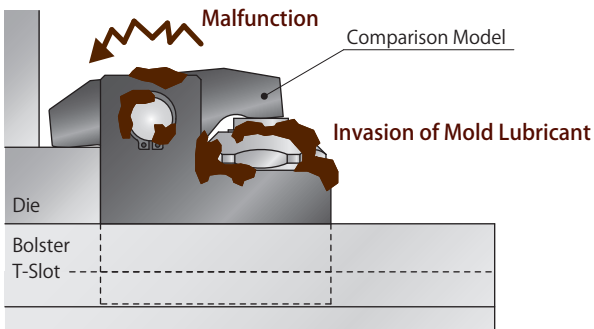 Malfunction
Comparison Model
Invasion of Mold Lubricant
Die
Bolster
T-Slot